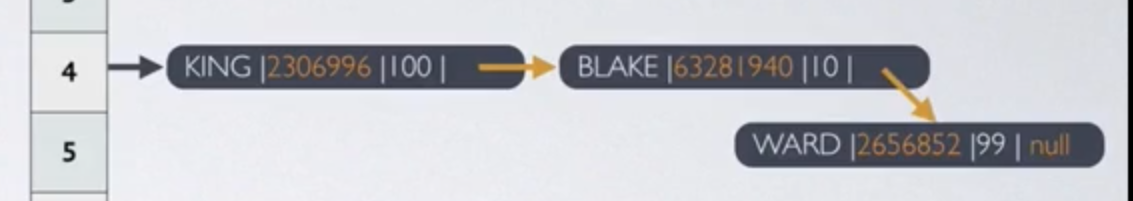 4 KING |2306996 |100 | BLAKE |63281940 |10 |
5 WARD |2656852 |99 | null